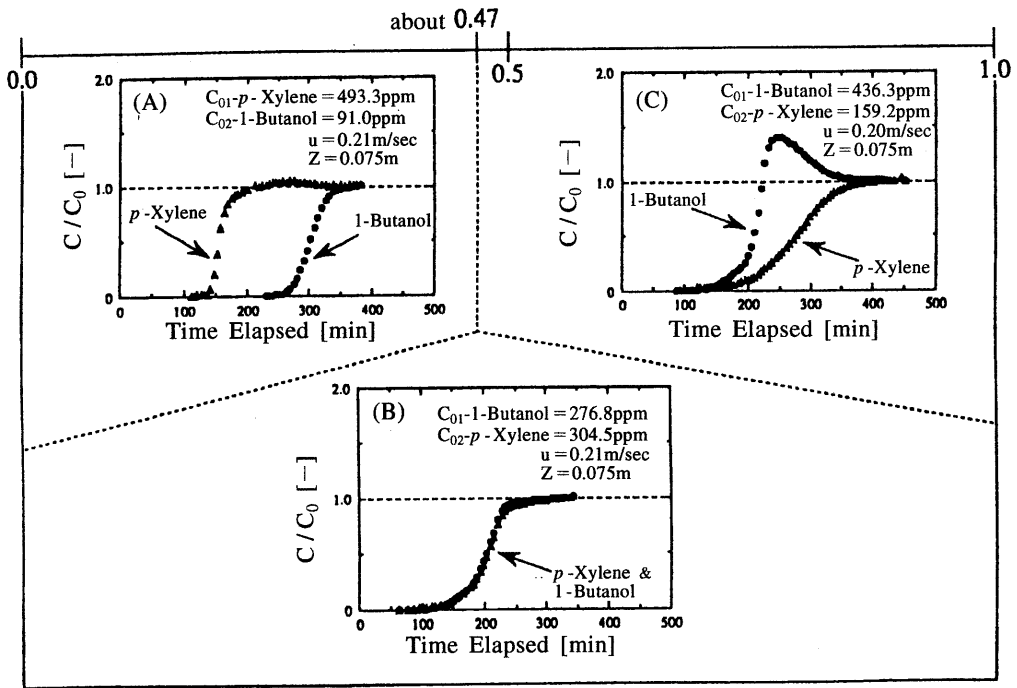 about 0.47
0.0
0.5
1.0
(A)
C01-p-Xylene=493.3ppm
C02-1-Butanol=91.0ppm
u=0.21m/sec
Z=0.075m
2.0
1.0
0
C/C0 [—]
p-Xylene
1-Butanol
0 100 200 300 400 500
Time Elapsed [min]
(C)
C01-1-Butanol=436.3ppm
C02-p-Xylene=159.2ppm
u=0.20m/sec
Z=0.075m
2.0
1.0
0
C/C0 [—]
1-Butanol
p-Xylene
0 100 200 300 400 500
Time Elapsed [min]
(B)
C01-1-Butanol=276.8ppm
C02-p-Xylene=304.5ppm
u=0.21m/sec
Z=0.075m
2.0
1.0
0
C/C0 [—]
p-Xylene &
1-Butanol
0 100 200 300 400 500
Time Elapsed [min]